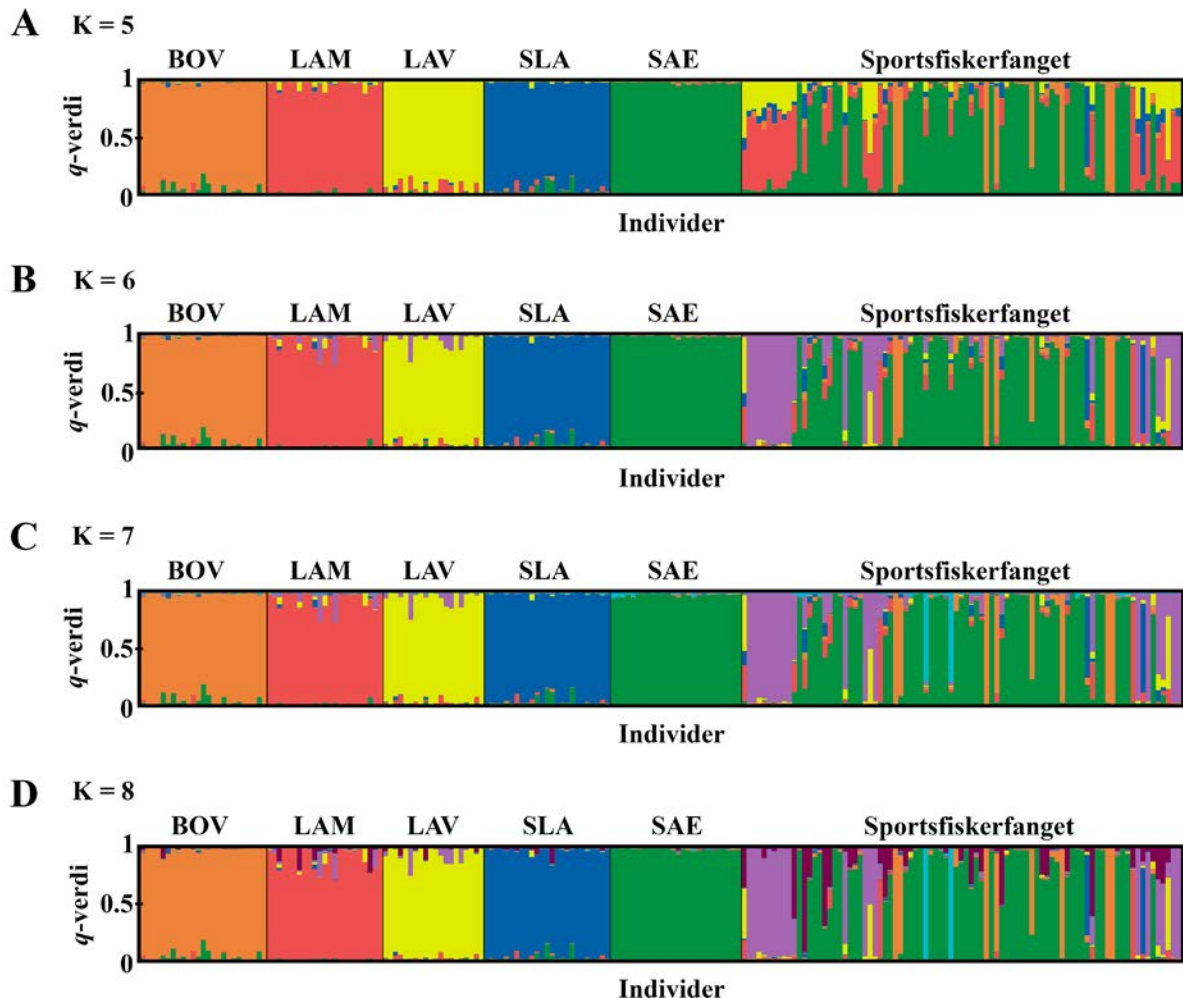 A K = 5
BOV LAM LAV SLA SAE Sportsfiskerfanget
1
q-verdi
0.5
0
Individer
B K = 6
BOV LAM LAV SLA SAE Sportsfiskerfanget
1
q-verdi
0.5
0
Individer
C K = 7
BOV LAM LAV SLA SAE Sportsfiskerfanget
1
q-verdi
0.5
0
Individer
D K = 8
BOV LAM LAV SLA SAE Sportsfiskerfanget
1
q-verdi
0.5
0
Individer